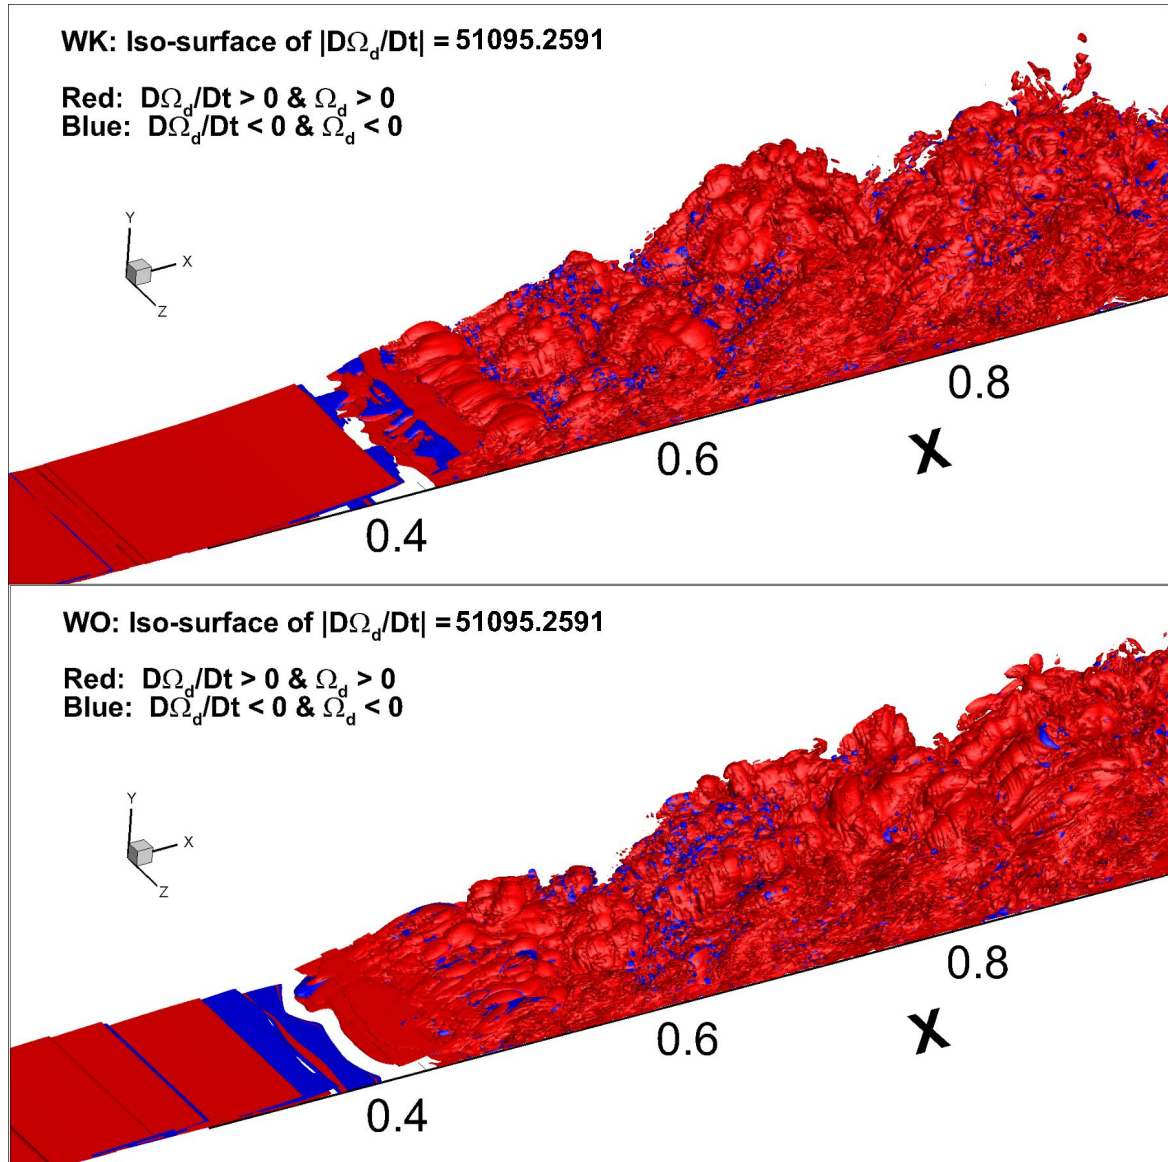 WK: Iso-surface of |DΩd/Dt| = 51095.2591
Red: DΩd/Dt > 0 & Ωd > 0
Blue: DΩd/Dt < 0 & Ωd < 0
Y
X
Z
0.8
0.6
X
0.4
WO: Iso-surface of |DΩd/Dt| = 51095.2591
Red: DΩd/Dt > 0 & Ωd > 0
Blue: DΩd/Dt < 0 & Ωd < 0
Y
X
Z
0.8
0.6
X
0.4